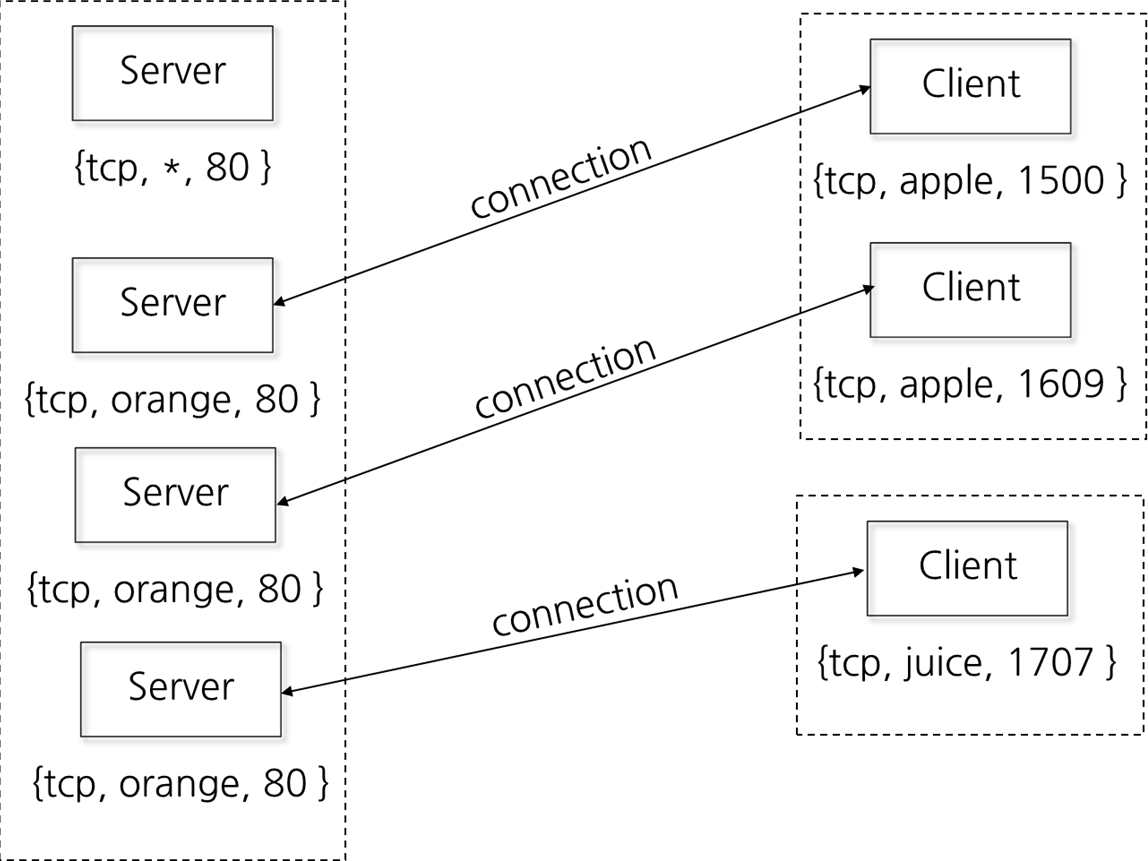 Server
{tcp, *, 80 }
Server
{tcp, orange, 80 }
Server
{tcp, orange, 80 }
Server
{tcp, orange, 80 }
connection
connection
connection
Client
{tcp, apple, 1500 }
Client
{tcp, apple, 1609 }
Client
{tcp, juice, 1707 }